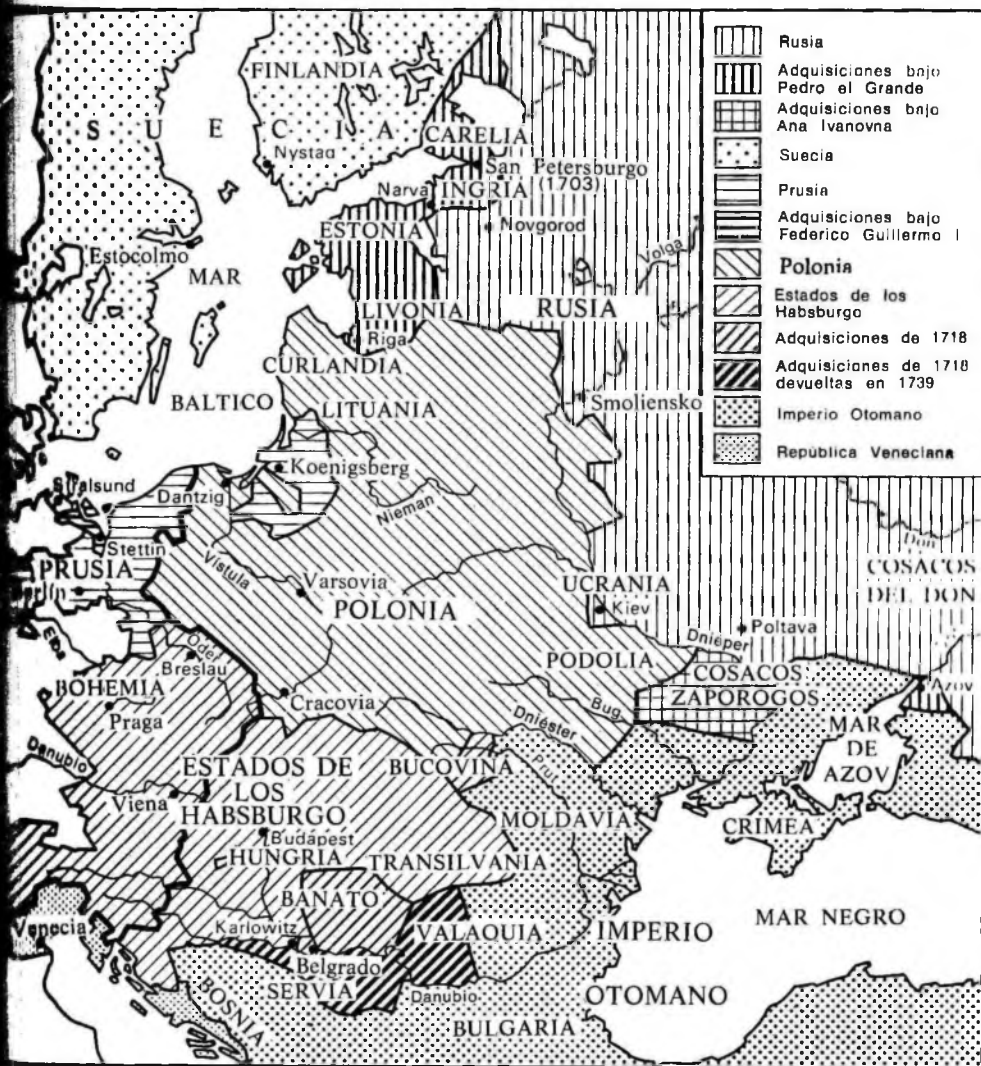 Rusia
Adquisiciones bajo
Pedro el Grande
Adquisiciones bajo
Ana Ivanovna
Suecia
Prusia
Adquisiciones bajo
Federico Guillermo I
Polonia
Estados de los
Habsburgo
Adquisiciones de 1718
Adquisiciones de 1718
devueltas en 1739
Imperio Otomano
República Veneciana
FINLANDIA
SUECIA
CARELIA
Nystad
San Petersburgo
(1703)
Narva
INGRIA
ESTONIA
Novgorod
Volga
Estocolmo
MAR
LIVONIA
RUSIA
Riga
CURLANDIA
BALTICO
LITUANIA
Smoliensko
Koenigsberg
Stralsund
Dantzig
Nieman
Don
Stettin
PRUSIA
Vístula
Varsovia
UCRANIA
COSACOS
DEL DON
Berlín
POLONIA
Kiev
Elba
Oder
Dniéper
Poltava
Breslau
PODOLIA
COSACOS
ZAPOROGOS
BOHEMIA
Azov
Praga
Cracovia
Bug
Dniéster
MAR
DE
AZOV
Danubio
ESTADOS DE
LOS
HABSBURGO
BUCOVINA
Prut
Viena
MOLDAVIA
CRIMEA
Budapest
HUNGRIA
TRANSILVANIA
BANATO
Venecia
Karlowitz
VALAQUIA
IMPERIO
OTOMANO
MAR NEGRO
Belgrado
SERVIA
Danubio
BOSNIA
BULGARIA